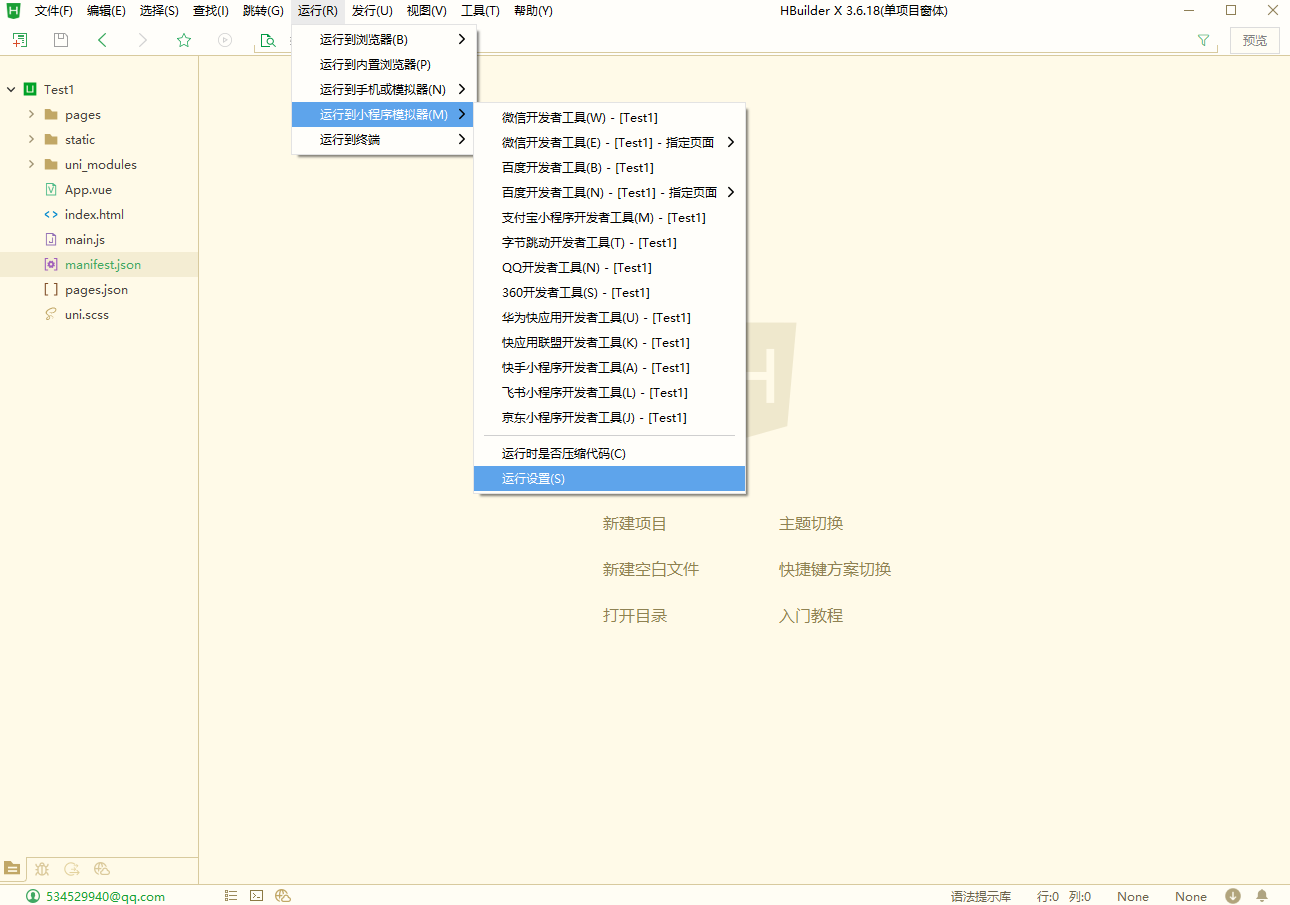 文件(F) 编辑(E) 选择(S) 查找(I) 跳转(G) 运行(R) 发行(U) 视图(V) 工具(T) 帮助(Y) HBuilder X 3.6.18(单项目窗体)
预览
运行到浏览器(B)
运行到内置浏览器(P)
运行到手机或模拟器(N)
运行到小程序模拟器(M)
运行到终端
微信开发者工具(W) - [Test1]
微信开发者工具(E) - [Test1] - 指定页面
百度开发者工具(B) - [Test1]
百度开发者工具(N) - [Test1] - 指定页面
支付宝小程序开发者工具(M) - [Test1]
字节跳动开发者工具(T) - [Test1]
QQ开发者工具(N) - [Test1]
360开发者工具(S) - [Test1]
华为快应用开发者工具(U) - [Test1]
快应用联盟开发者工具(K) - [Test1]
快手小程序开发者工具(A) - [Test1]
飞书小程序开发者工具(L) - [Test1]
京东小程序开发者工具(J) - [Test1]
运行时是否压缩代码(C)
运行设置(S)
Test1
pages
static
uni_modules
App.vue
index.html
main.js
manifest.json
pages.json
uni.scss
新建项目 主题切换
新建空白文件 快捷键方案切换
打开目录 入门教程
534529940@qq.com 语法提示库 行:0 列:0 None None